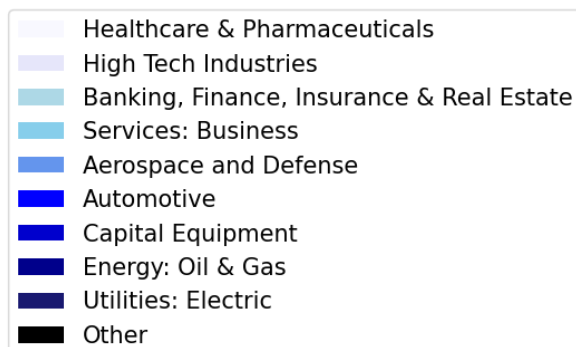 Healthcare & Pharmaceuticals
High Tech Industries
Banking, Finance, Insurance & Real Estate
Services: Business
Aerospace and Defense
Automotive
Capital Equipment
Energy: Oil & Gas
Utilities: Electric
Other